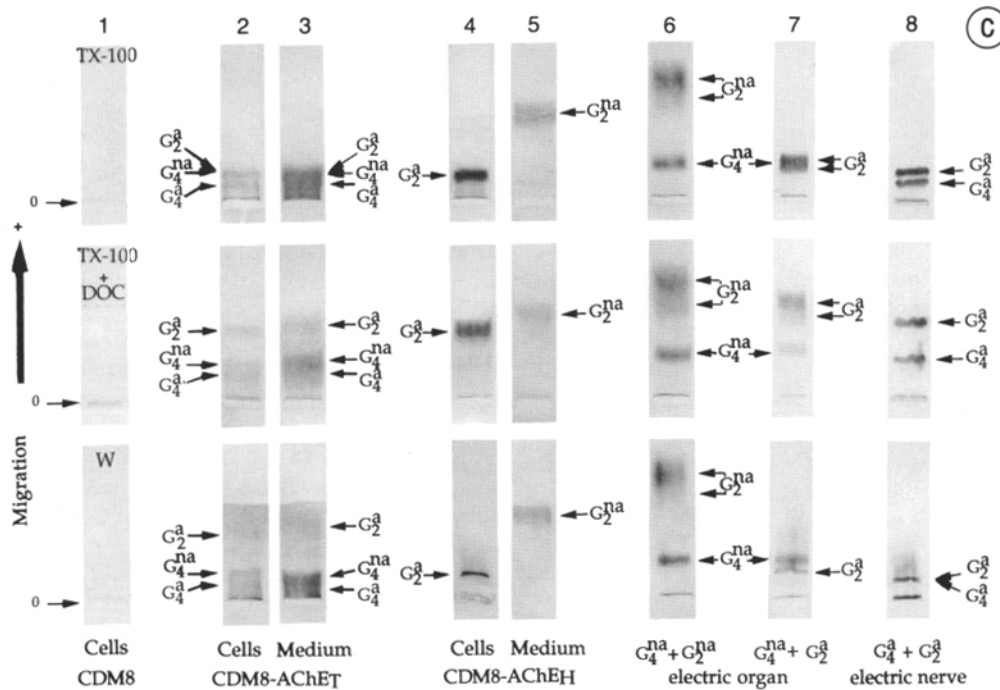 1 2 3 4 5 6 7 8 C
TX-100
G₂ᵃ G₂ᵃ G₂ⁿᵃ G₂ⁿᵃ
G₄ⁿᵃ G₄ⁿᵃ G₂ᵃ G₄ⁿᵃ G₂ᵃ G₂ᵃ
G₄ᵃ G₄ᵃ G₄ᵃ
0
+
TX-100
+
DOC
G₂ᵃ G₂ᵃ G₂ᵃ G₂ⁿᵃ G₂ⁿᵃ G₂ᵃ G₂ᵃ
G₄ⁿᵃ G₄ⁿᵃ G₄ⁿᵃ G₄ᵃ
G₄ᵃ G₄ᵃ
0
Migration
W
G₂ᵃ G₂ᵃ G₂ⁿᵃ G₂ⁿᵃ
G₄ⁿᵃ G₄ⁿᵃ G₂ᵃ G₄ⁿᵃ G₂ᵃ G₂ᵃ
G₄ᵃ G₄ᵃ G₄ᵃ
0
Cells Cells Medium Cells Medium G₄ⁿᵃ + G₂ⁿᵃ G₄ⁿᵃ + G₂ᵃ G₄ᵃ + G₂ᵃ
CDM8 CDM8-AChET CDM8-AChEH electric organ electric nerve